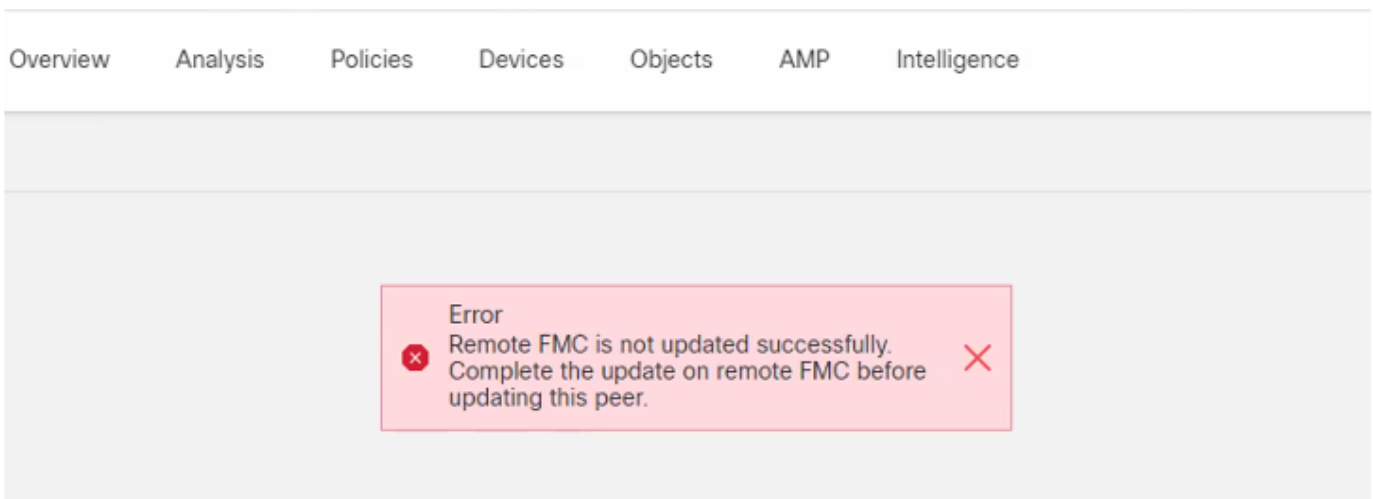 Overview Analysis Policies Devices Objects AMP Intelligence
Error
Remote FMC is not updated successfully.
Complete the update on remote FMC before
updating this peer.